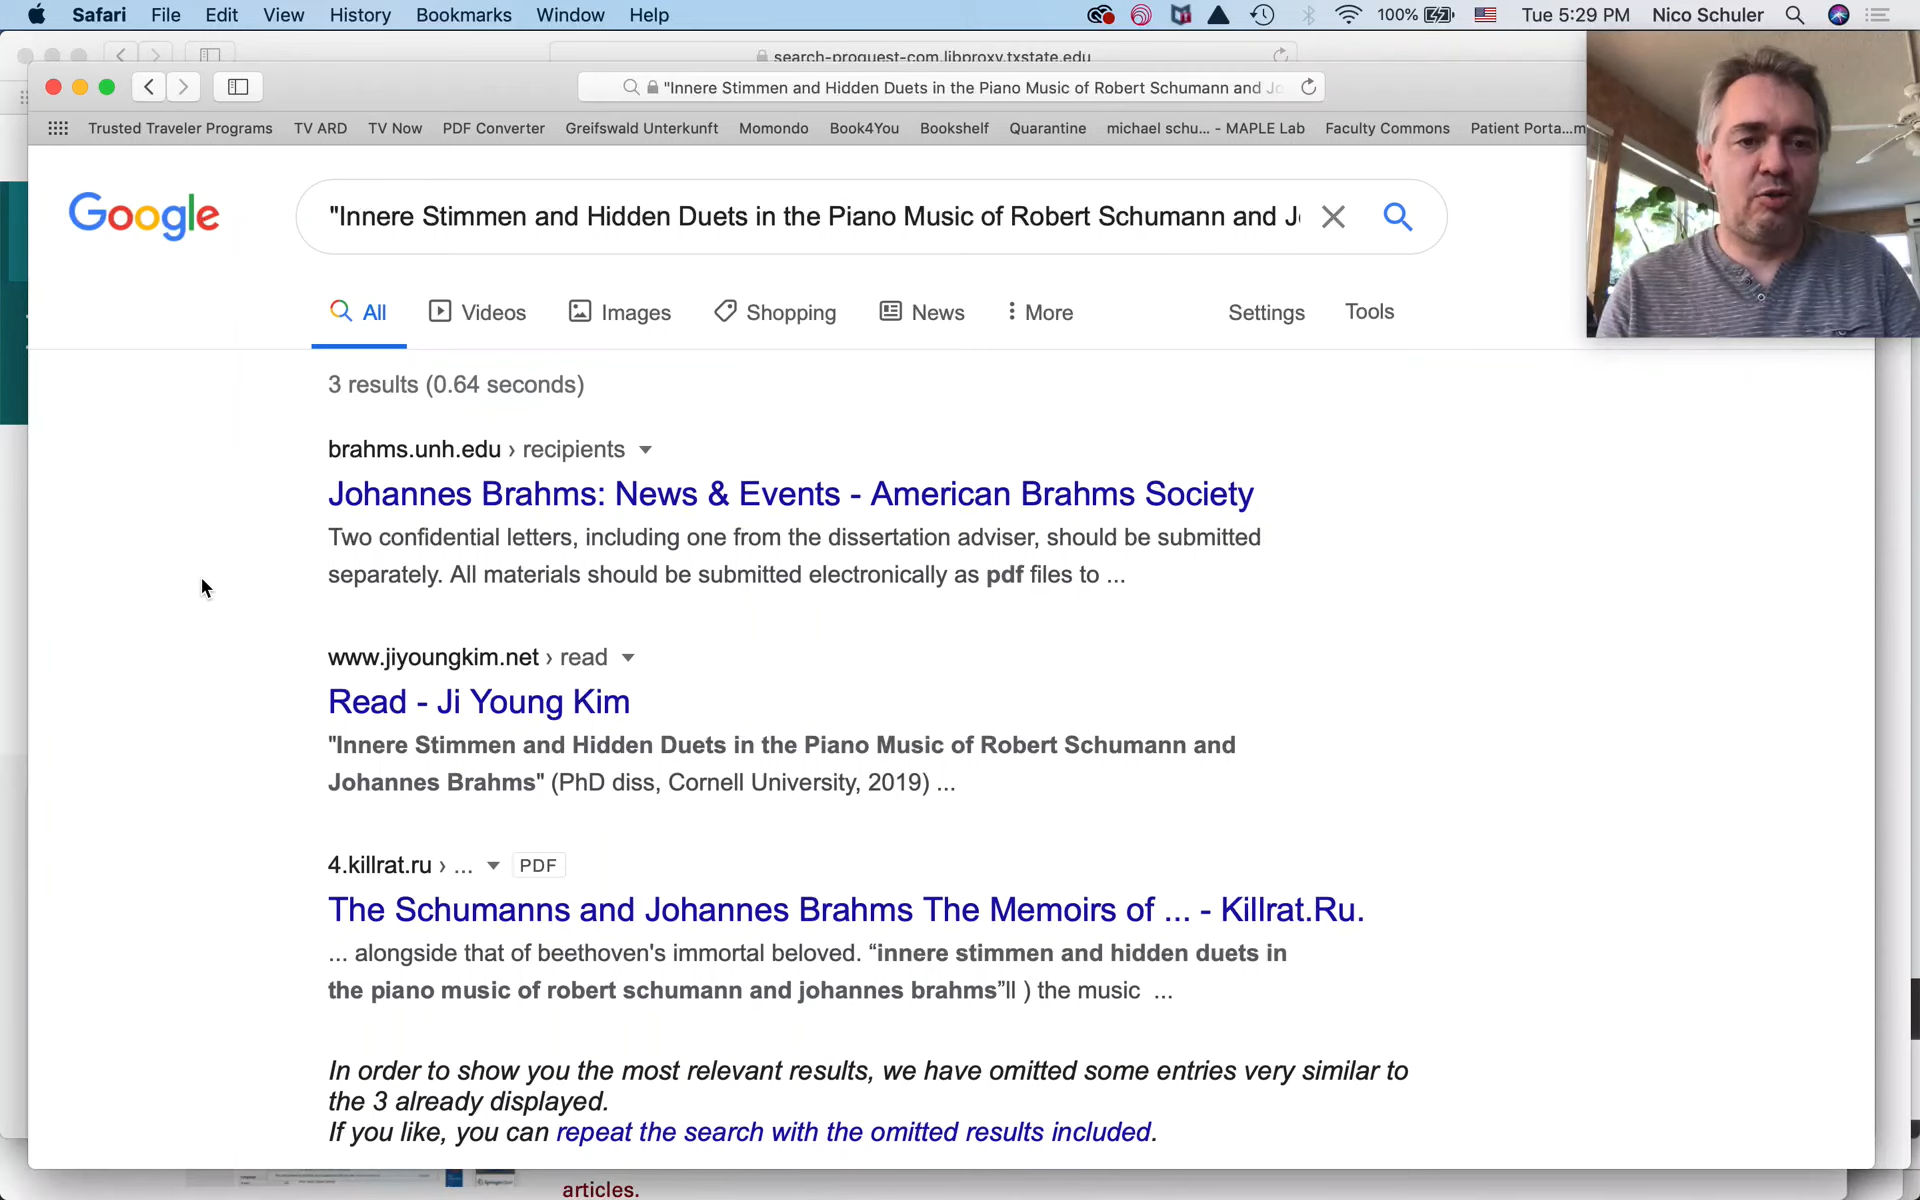 Safari File Edit View History Bookmarks Window Help 100% Tue 5:29 PM Nico Schuler
search-proquest-com.libproxy.txstate.edu
"Innere Stimmen and Hidden Duets in the Piano Music of Robert Schumann and Jo
Trusted Traveler Programs TV ARD TV Now PDF Converter Greifswald Unterkunft Momondo Book4You Bookshelf Quarantine michael schu... - MAPLE Lab Faculty Commons Patient Porta...m
Google
"Innere Stimmen and Hidden Duets in the Piano Music of Robert Schumann and J
All Videos Images Shopping News More Settings Tools
3 results (0.64 seconds)
brahms.unh.edu › recipients
Johannes Brahms: News & Events - American Brahms Society
Two confidential letters, including one from the dissertation adviser, should be submitted
separately. All materials should be submitted electronically as pdf files to ...
www.jiyoungkim.net › read
Read - Ji Young Kim
"Innere Stimmen and Hidden Duets in the Piano Music of Robert Schumann and
Johannes Brahms" (PhD diss, Cornell University, 2019) ...
4.killrat.ru › ... PDF
The Schumanns and Johannes Brahms The Memoirs of ... - Killrat.Ru.
... alongside that of beethoven's immortal beloved. “innere stimmen and hidden duets in
the piano music of robert schumann and johannes brahms”ll ) the music ...
In order to show you the most relevant results, we have omitted some entries very similar to
the 3 already displayed.
If you like, you can repeat the search with the omitted results included.
articles.